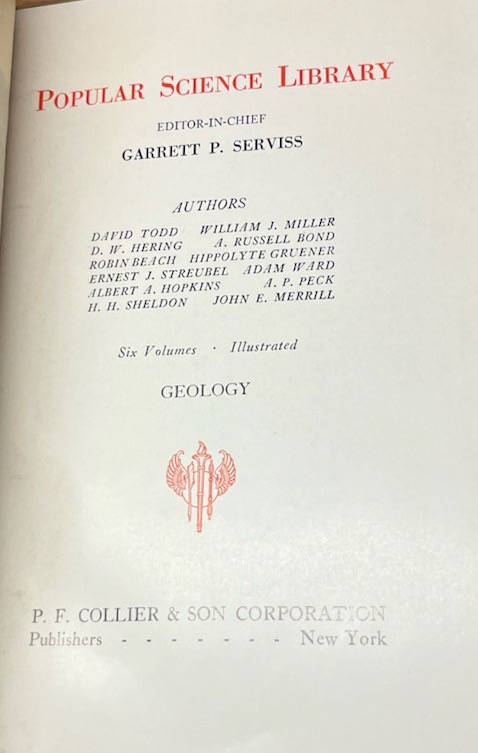 POPULAR SCIENCE LIBRARY
EDITOR-IN-CHIEF
GARRETT P. SERVISS
AUTHORS
DAVID TODD WILLIAM J. MILLER
D. W. HERING A. RUSSELL BOND
ROBIN BEACH HIPPOLYTE GRUENER
ERNEST J. STREUBEL ADAM WARD
ALBERT A. HOPKINS A. P. PECK
H. H. SHELDON JOHN E. MERRILL
Six Volumes · Illustrated
GEOLOGY
P. F. COLLIER & SON CORPORATION
Publishers - - - - - - - New York